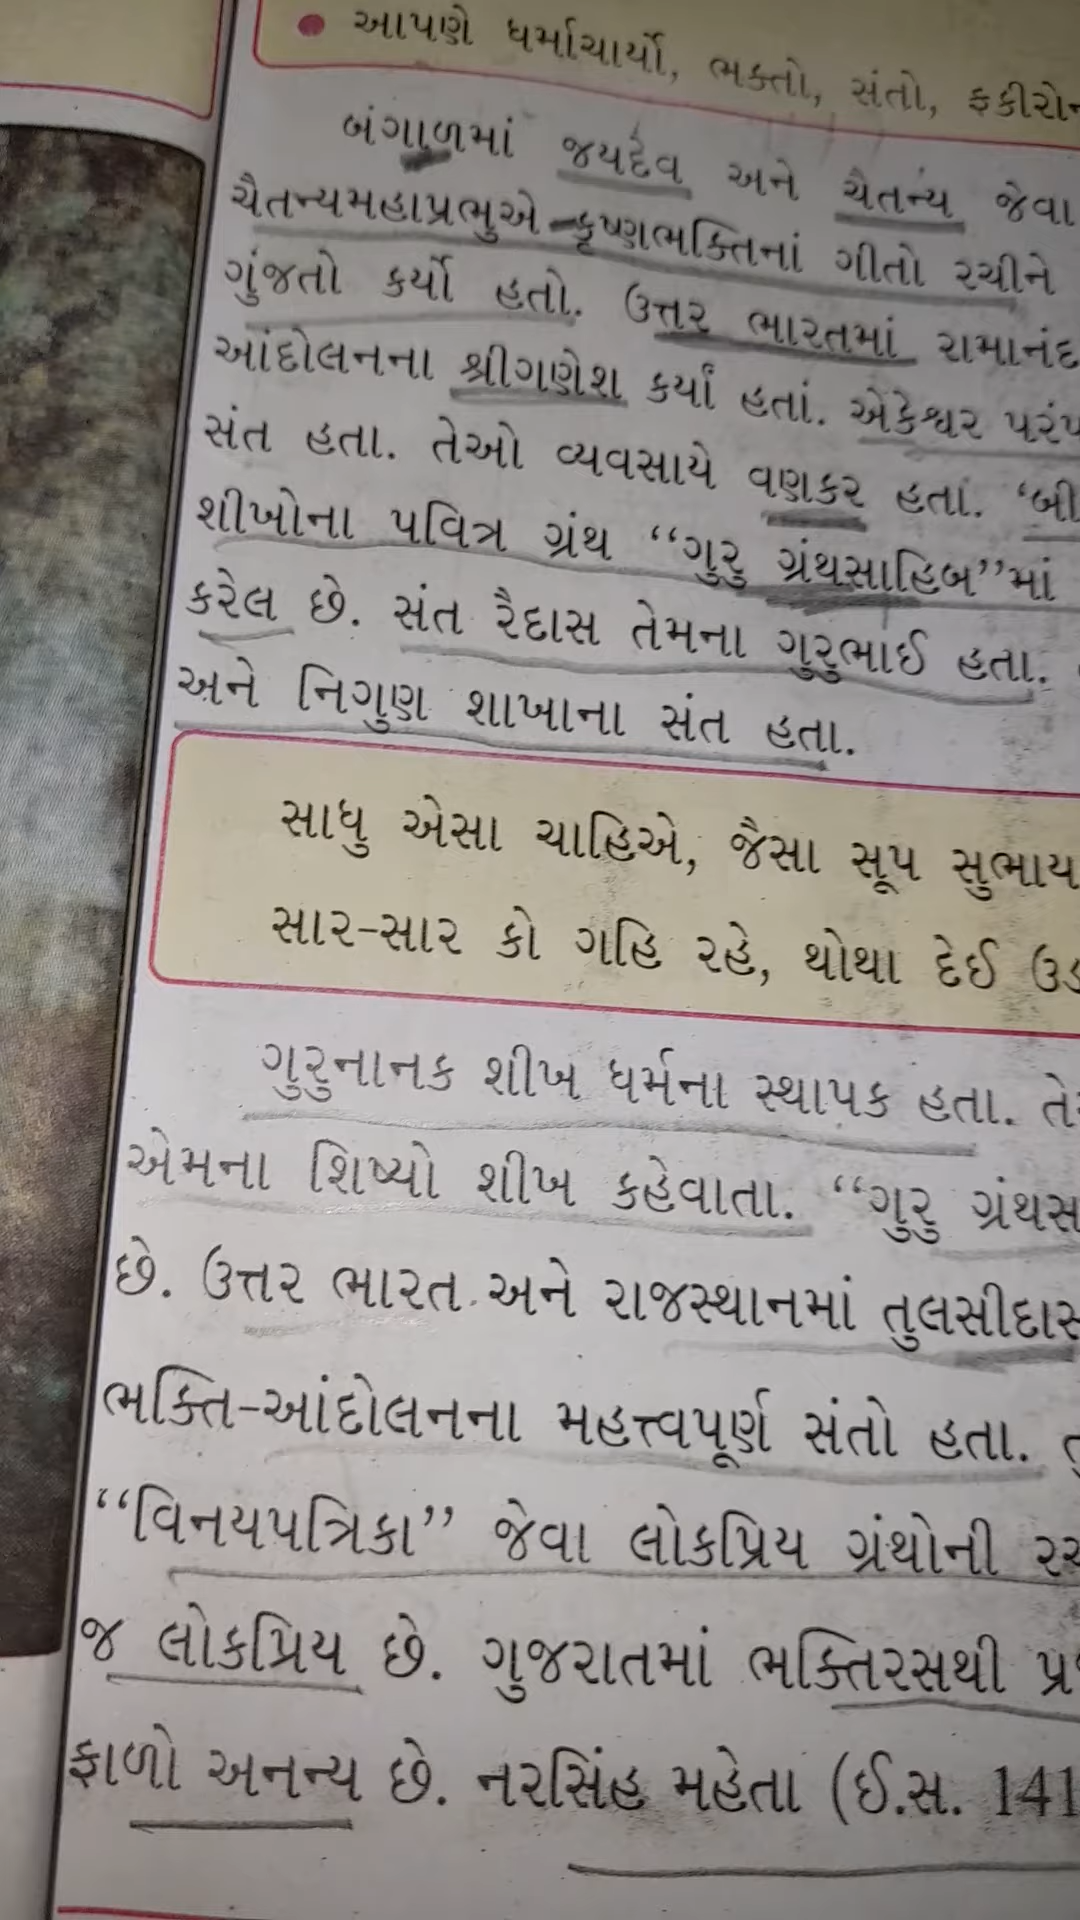 આપણે ધર્માચાર્યો, ભક્તો, સંતો, ફકીરોન
બંગાળમાં જયદેવ અને ચૈતન્ય જેવા
ચૈતન્યમહાપ્રભુએ કૃષ્ણભક્તિનાં ગીતો રચીને
ગુંજતો કર્યો હતો. ઉત્તર ભારતમાં રામાનંદ
આંદોલનના શ્રીગણેશ કર્યાં હતાં. એકેશ્વર
સંત હતા. તેઓ વ્યવસાયે વણકર હતાં. ‘બી
શીખોના પવિત્ર ગ્રંથ “ગુરુ ગ્રંથસાહિબ”માં
કરેલ છે. સંત રૈદાસ તેમના ગુરુભાઈ હતા.
અને નિગુણ શાખાના સંત હતા.
સાધુ એસા ચાહિએ, જૈસા સૂપ સુભાય
સાર-સાર કો ગહિ રહે, થોથા દેઈ
ગુરુનાનક શીખ ધર્મના સ્થાપક હતા.
એમના શિષ્યો શીખ કહેવાતા. “ગુરુ ગ્રંથસ
છે. ઉત્તર ભારત અને રાજસ્થાનમાં તુલસીદાસ
ભક્તિ-આંદોલનના મહત્ત્વપૂર્ણ સંતો હતા.
“વિનયપત્રિકા” જેવા લોકપ્રિય ગ્રંથોની
જ લોકપ્રિય છે. ગુજરાતમાં ભક્તિરસથી
ફાળો અનન્ય છે. નરસિંહ મહેતા (ઈ.સ. 141